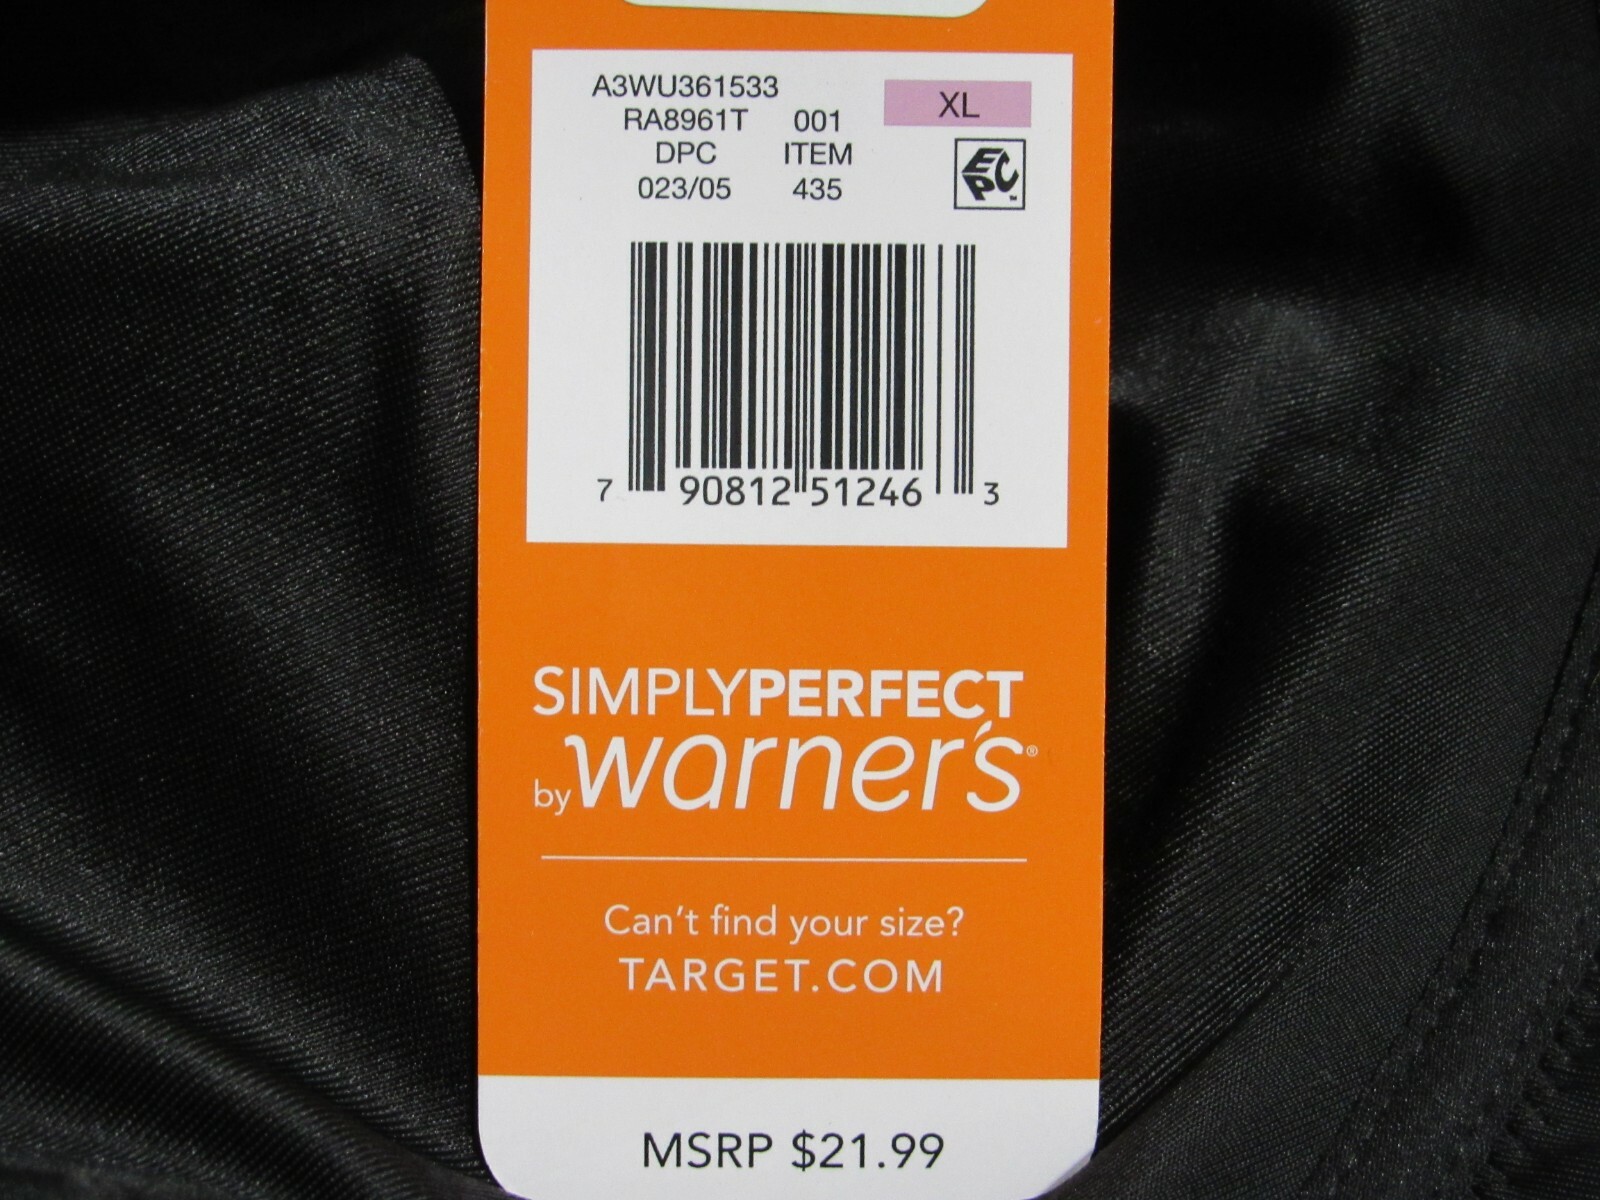 A3WU361533
RA8961T 001
XL
DPC ITEM
023/05 435
EPC™
7 90812 51246 3
SIMPLYPERFECT
by warner's®
Can't find your size?
TARGET.COM
MSRP $21.99